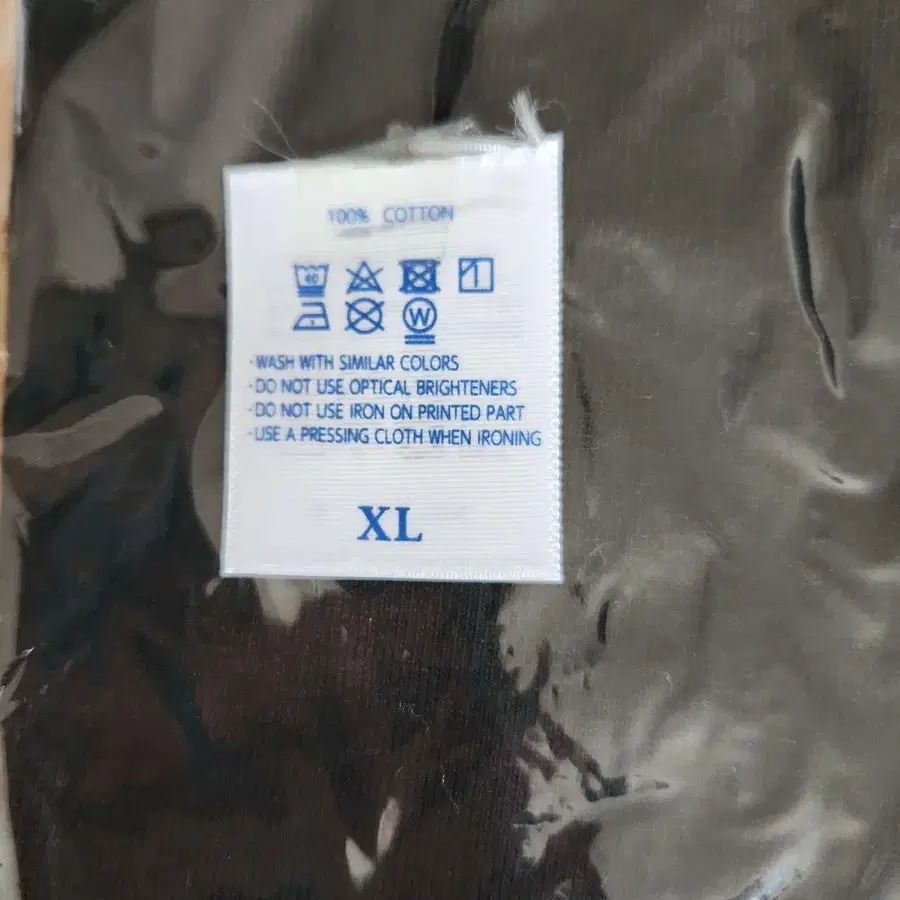 100% COTTON
40
W
·WASH WITH SIMILAR COLORS
·DO NOT USE OPTICAL BRIGHTENERS
·DO NOT USE IRON ON PRINTED PART
·USE A PRESSING CLOTH WHEN IRONING
XL